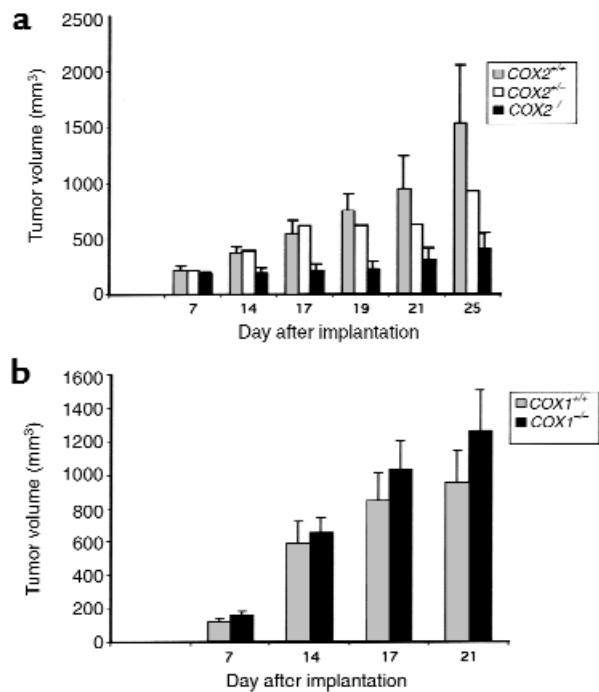 a
2500
2000
1500
1000
500
0
Tumor volume (mm³)
COX2+/+
COX2+/−
COX2-/
7 14 17 19 21 25
Day after implantation
b
1600
1400
1200
1000
800
600
400
200
0
Tumor volume (mm³)
COX1+/+
COX1−/−
7 14 17 21
Day after implantation